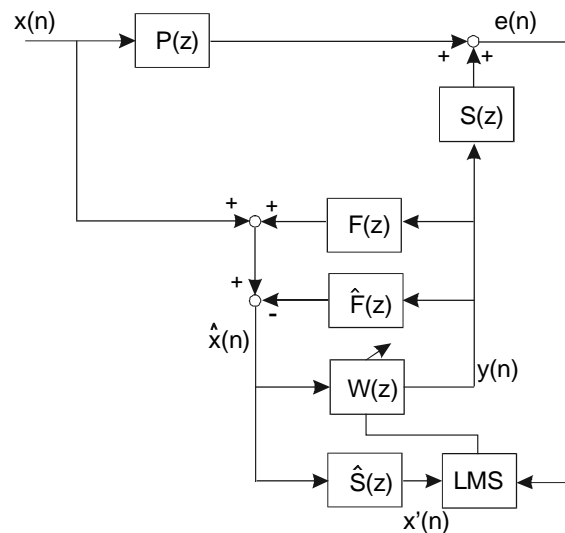 x(n)
P(z)
e(n)
+
+
S(z)
+
+
F(z)
+
F̂(z)
-
x̂(n)
W(z)
y(n)
Ŝ(z)
LMS
x'(n)